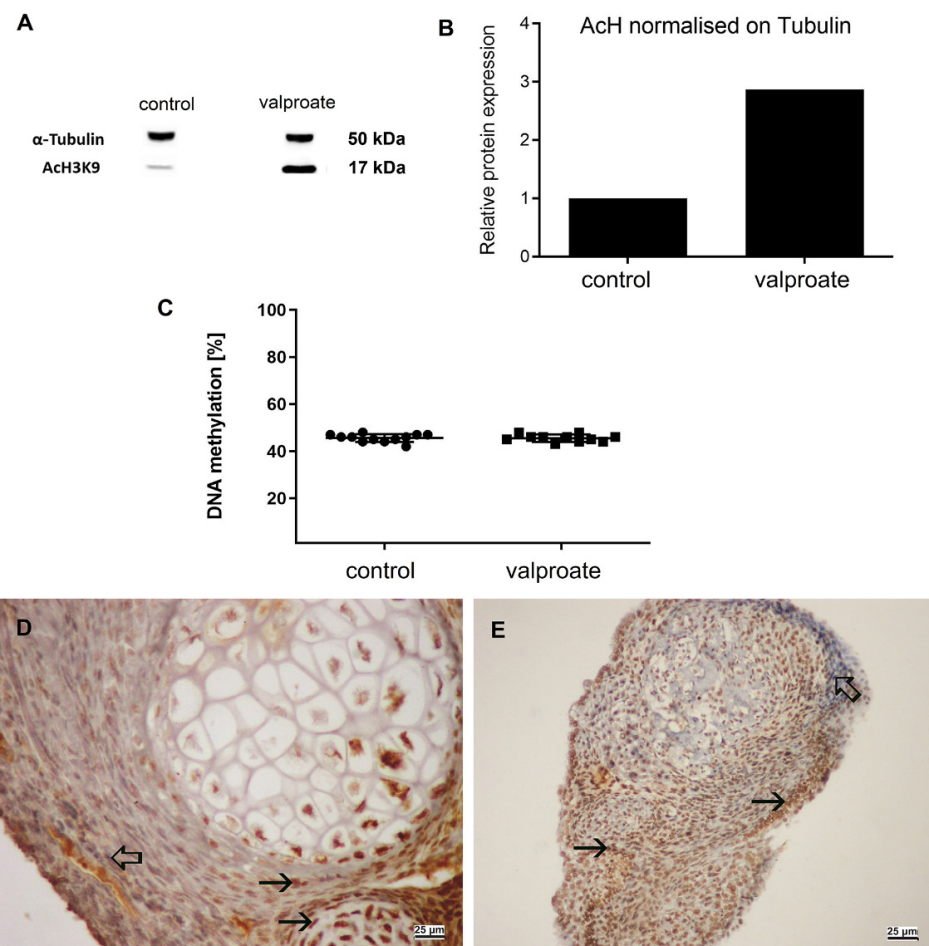 A
control valproate
α-Tubulin 50 kDa
AcH3K9 17 kDa
B
AcH normalised on Tubulin
Relative protein expression
4
3
2
1
0
control valproate
C
DNA methylation [%]
100
80
60
40
20
control valproate
D
25 µm
E
25 µm